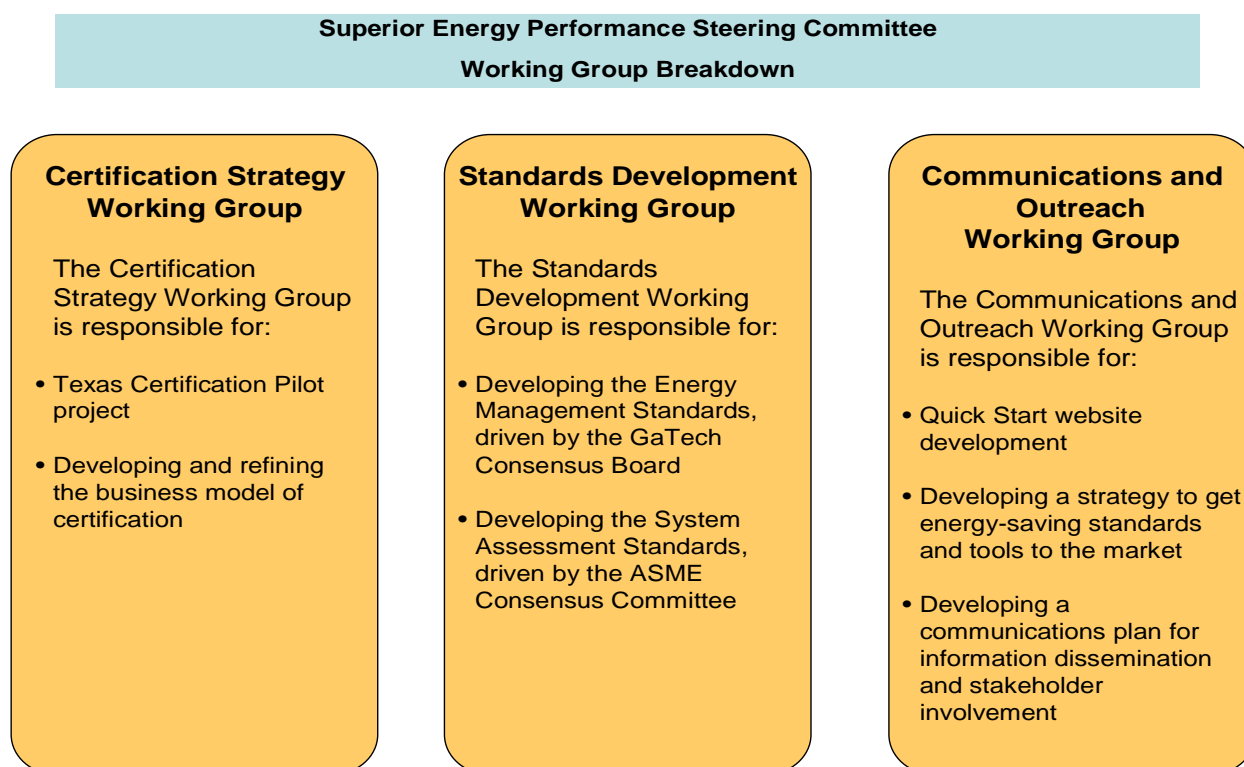 Superior Energy Performance Steering Committee
Working Group Breakdown
Certification Strategy
Working Group
The Certification
Strategy Working Group
is responsible for:
• Texas Certification Pilot
project
• Developing and refining
the business model of
certification
Standards Development
Working Group
The Standards
Development Working
Group is responsible for:
• Developing the Energy
Management Standards,
driven by the GaTech
Consensus Board
• Developing the System
Assessment Standards,
driven by the ASME
Consensus Committee
Communications and
Outreach
Working Group
The Communications and
Outreach Working Group
is responsible for:
• Quick Start website
development
• Developing a strategy to get
energy-saving standards
and tools to the market
• Developing a
communications plan for
information dissemination
and stakeholder
involvement